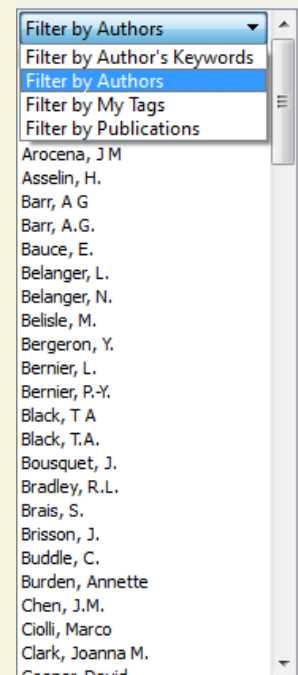 Filter by Authors
Filter by Author's Keywords
Filter by Authors
Filter by My Tags
Filter by Publications
Arocena, J M
Asselin, H.
Barr, A G
Barr, A.G.
Bauce, E.
Belanger, L.
Belanger, N.
Belisle, M.
Bergeron, Y.
Bernier, L.
Bernier, P.-Y.
Black, T A
Black, T.A.
Bousquet, J.
Bradley, R.L.
Brais, S.
Brisson, J.
Buddle, C.
Burden, Annette
Chen, J.M.
Ciolli, Marco
Clark, Joanna M.